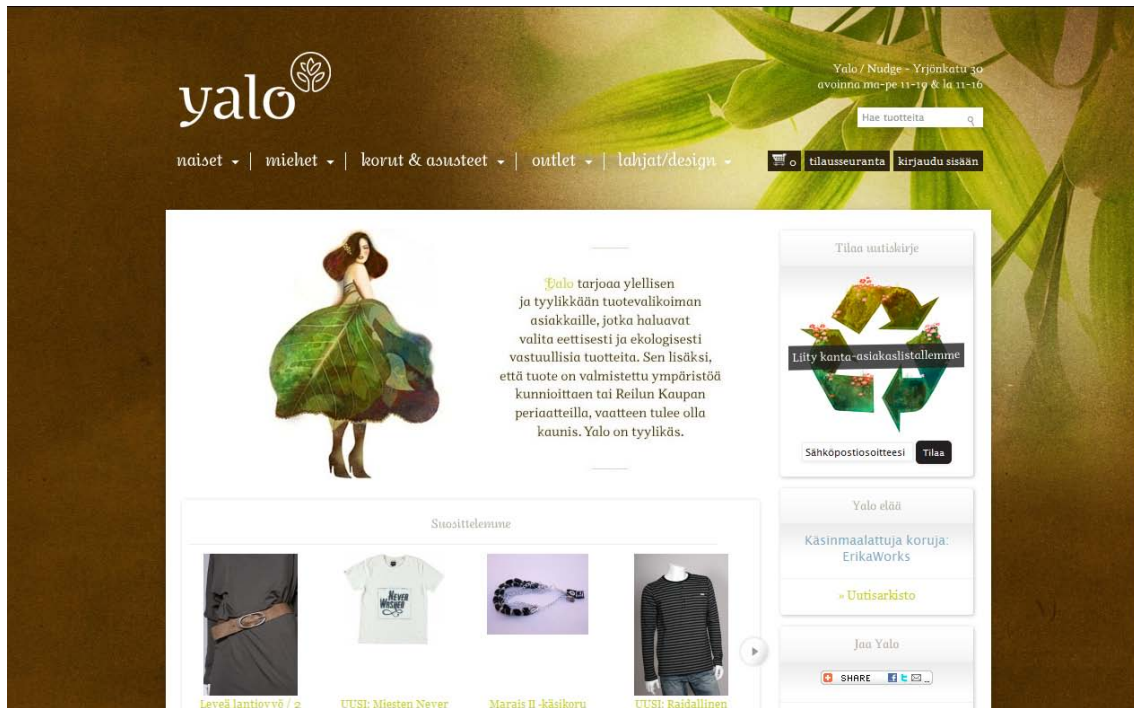 yalo
Yalo / Nudge - Yrjönkatu 30
avoinna ma-pe 11-19 & la 11-16
Hae tuotteita
naiset
miehet
korut & asusteet
outlet
lahjat/design
0
tilausseuranta
kirjaudu sisään
Yalo tarjoaa ylellisen
ja tyylikkään tuotevalikoiman
asiakkaille, jotka haluavat
valita eettisesti ja ekologisesti
vastuullisia tuotteita. Sen lisäksi,
että tuote on valmistettu ympäristöä
kunnioittaen tai Reilun Kaupan
periaatteilla, vaatteen tulee olla
kaunis. Yalo on tyylikäs.
Tilaa uutiskirje
Liity kanta-asiakaslistallemme
Sähköpostiosoitteesi
Tilaa
Suosittelemme
NEVER
WASHED
Leveä lantiovyö / 2
UUSI: Miesten Never
Marais II -käsikoru
UUSI: Raidallinen
Yalo elää
Käsinmaalattuja koruja:
ErikaWorks
» Uutisarkisto
Jaa Yalo
SHARE